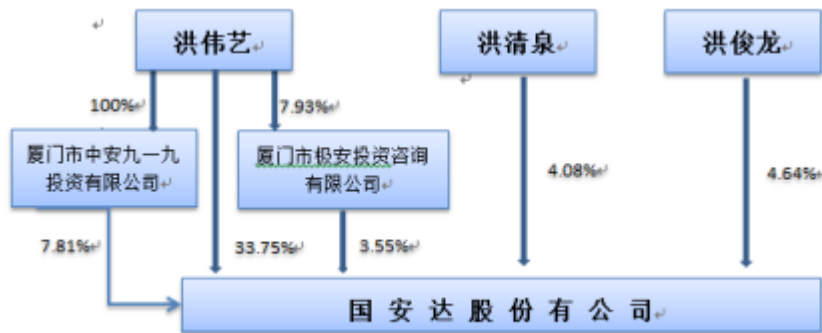 洪伟艺
洪清泉
洪俊龙
100%
7.93%
厦门市中安九一九
投资有限公司
厦门市极安投资咨询
有限公司
4.08%
4.64%
7.81%
33.75%
3.55%
国安达股份有公司